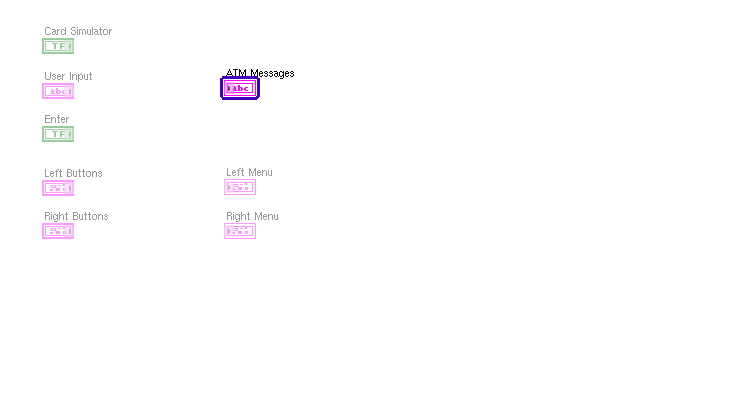 Card Simulator
TF
User Input
abc
ATM Messages
abc
Enter
TF
Left Buttons
Left Menu
Right Buttons
Right Menu